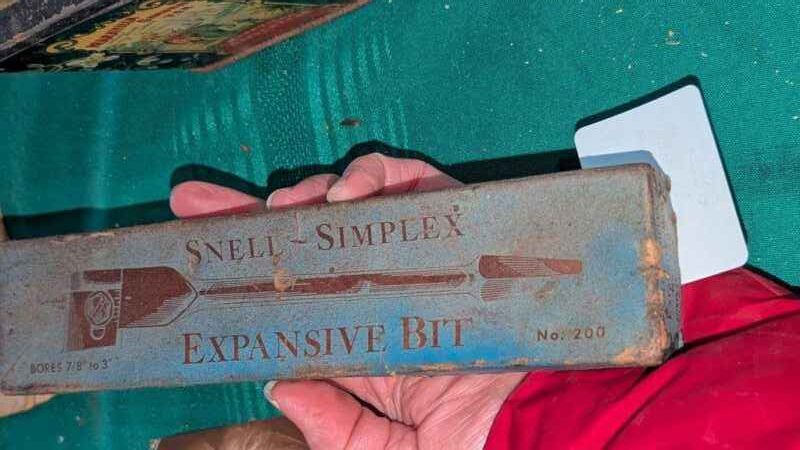 SNELL - SIMPLEX
EXPANSIVE BIT
BORES 7/8" to 3"
No. 200